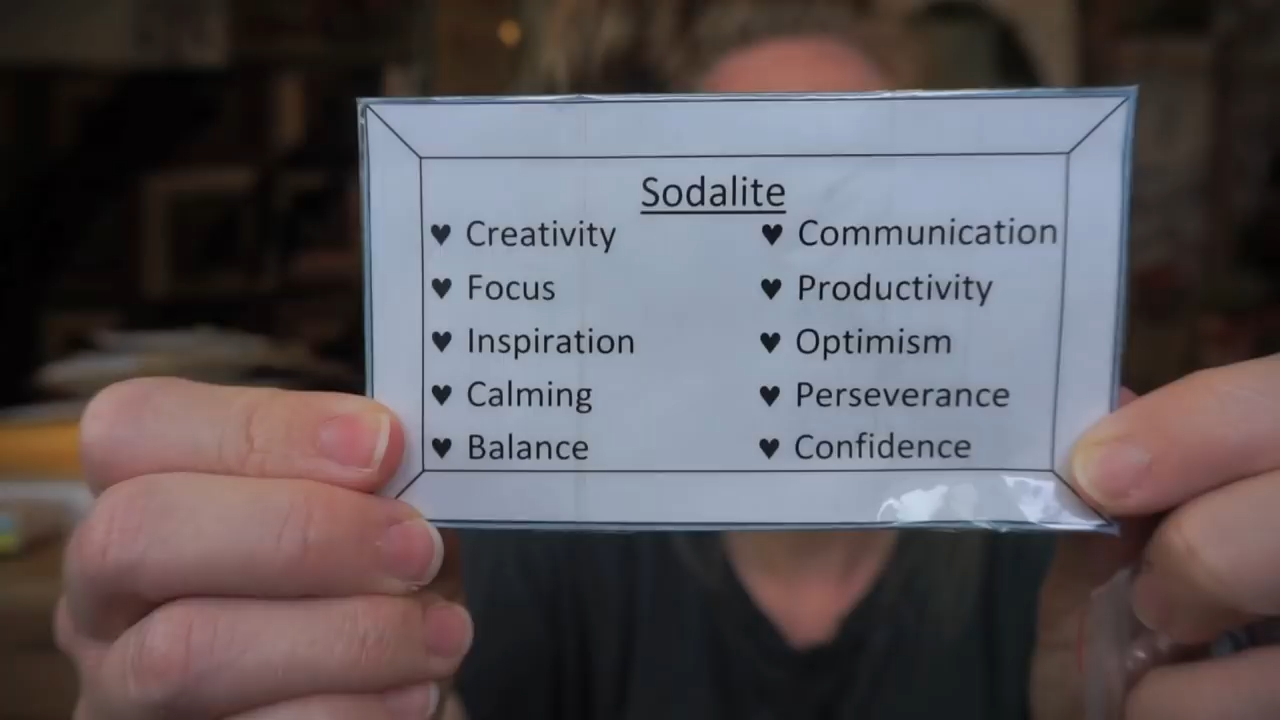 Sodalite
♥ Creativity
♥ Focus
♥ Inspiration
♥ Calming
♥ Balance
♥ Communication
♥ Productivity
♥ Optimism
♥ Perseverance
♥ Confidence